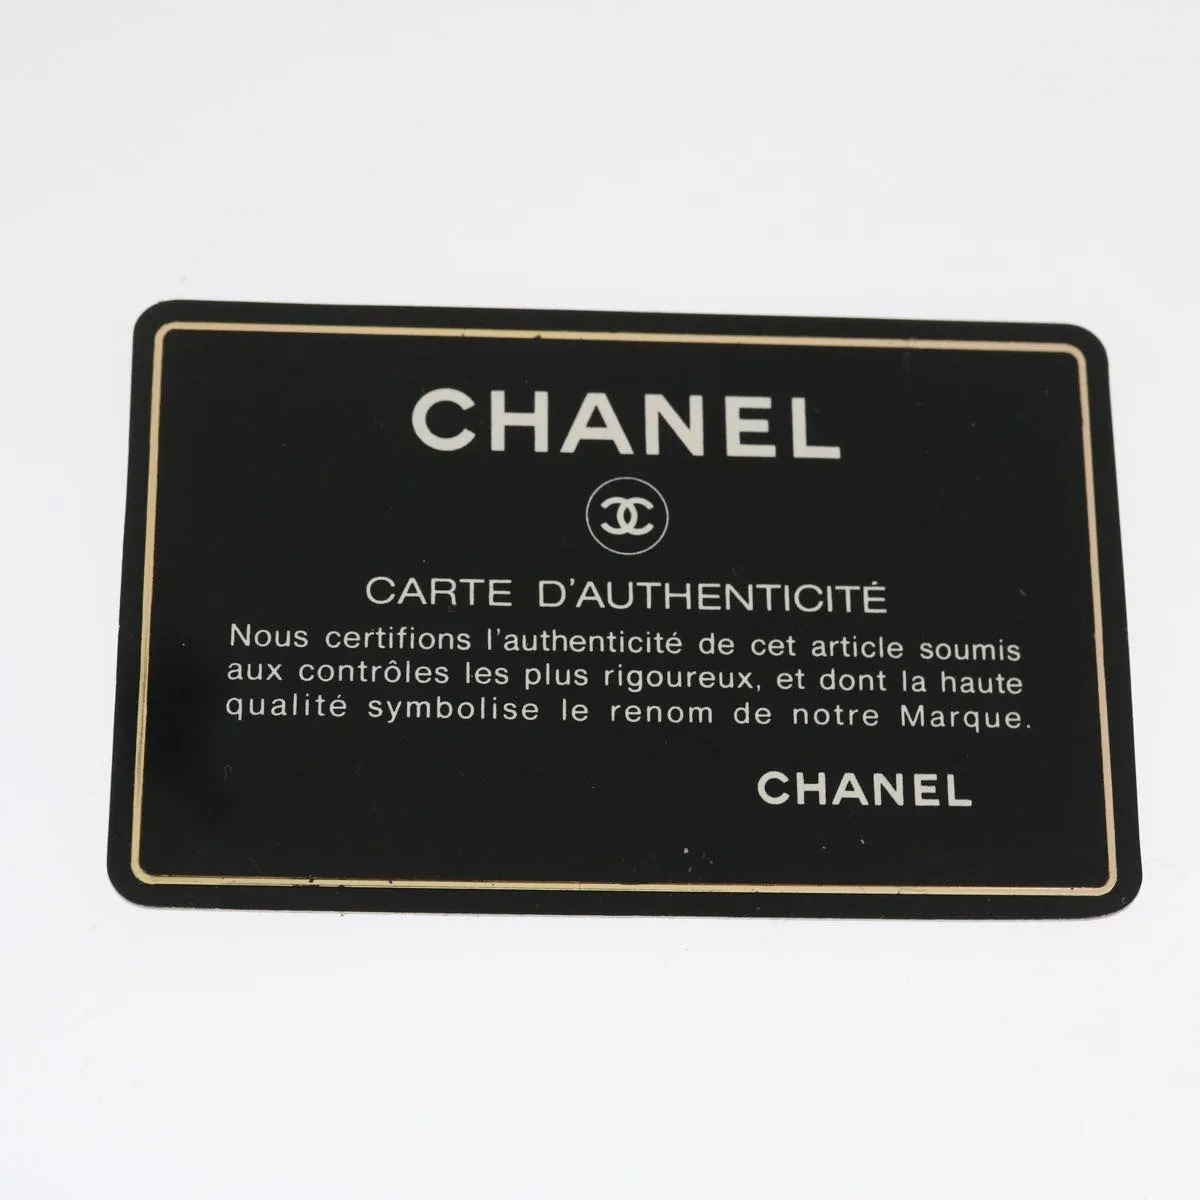 CHANEL
CARTE D'AUTHENTICITÉ
Nous certifions l'authenticité de cet article soumis
aux contrôles les plus rigoureux, et dont la haute
qualité symbolise le renom de notre Marque.
CHANEL